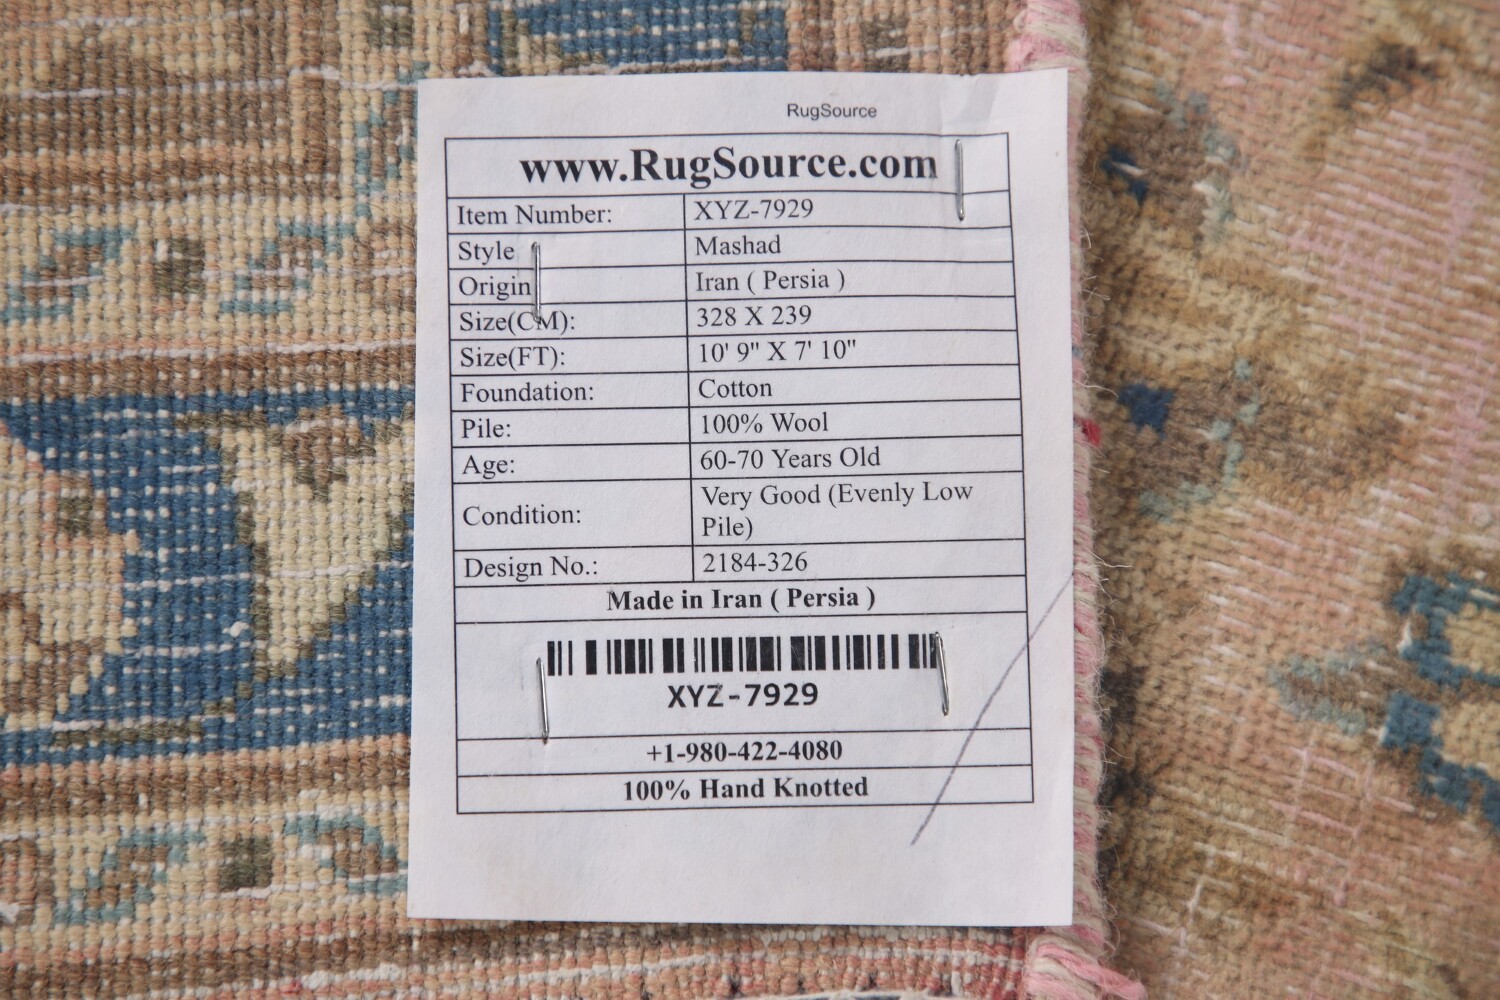 RugSource
www.RugSource.com
Item Number: XYZ-7929
Style Mashad
Origin Iran ( Persia )
Size(CM): 328 X 239
Size(FT): 10' 9" X 7' 10"
Foundation: Cotton
Pile: 100% Wool
Age: 60-70 Years Old
Condition: Very Good (Evenly Low
Pile)
Design No.: 2184-326
Made in Iran ( Persia )
XYZ-7929
+1-980-422-4080
100% Hand Knotted